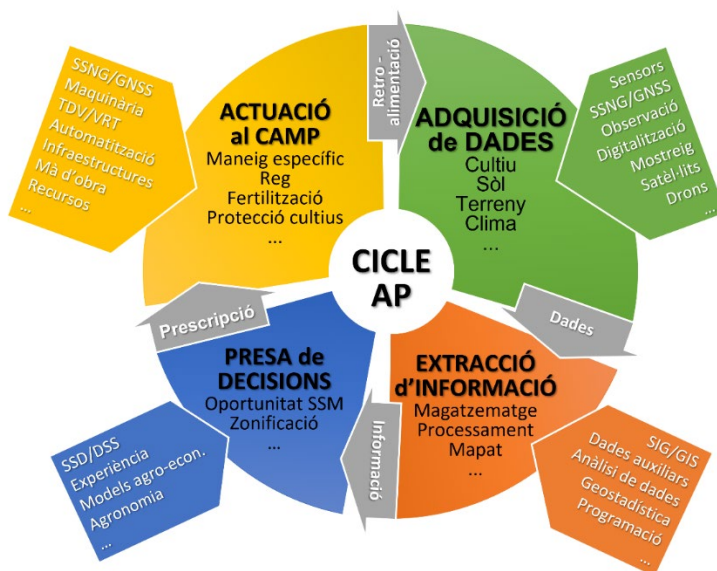 SSNG/GNSS
Maquinària
TDV/VRT
Automatització
Infraestructures
Mà d'obra
Recursos
...
ACTUACIÓ
al CAMP
Maneig específic
Reg
Fertilització
Protecció cultius
...
Retro -
alimentació
ADQUISICIÓ
de DADES
Cultiu
Sòl
Terreny
Clima
...
Sensors
SSNG/GNSS
Observació
Digitalització
Mostreig
Satèl·lits
Drons
...
CICLE
AP
Prescripció
Dades
PRESA de
DECISIONS
Oportunitat SSM
Zonificació
...
Informació
EXTRACCIÓ
d'INFORMACIÓ
Magatzematge
Processament
Mapat
...
SSD/DSS
Experiència
Models agro-econ.
Agronomia
...
SIG/GIS
Dades auxiliars
Anàlisi de dades
Geostadística
Programació
...